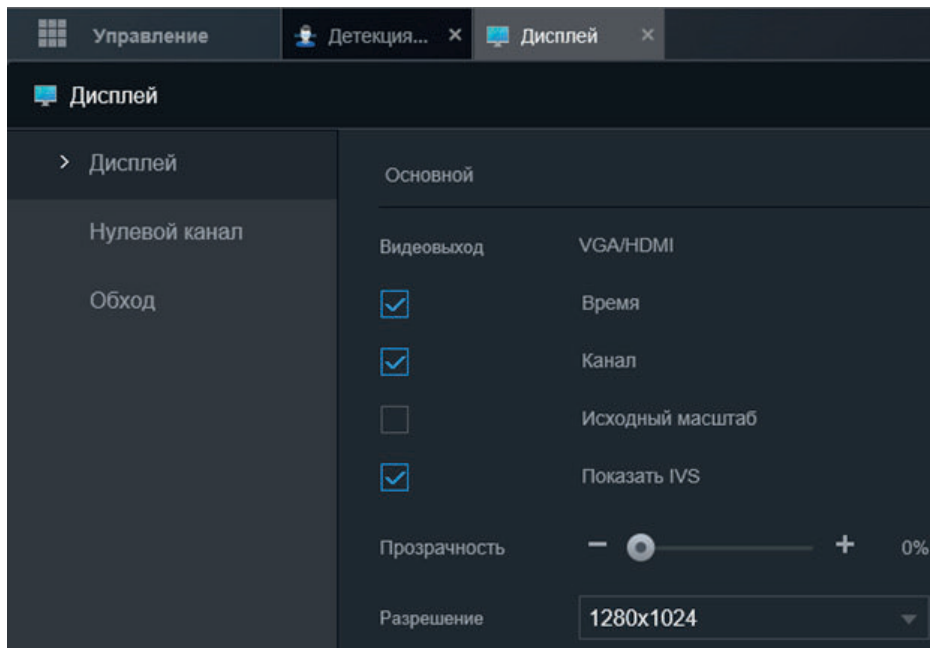 Управление
Детекция...
Дисплей
Дисплей
Дисплей
Нулевой канал
Обход
Основной
Видеовыход VGA/HDMI
Время
Канал
Исходный масштаб
Показать IVS
Прозрачность 0%
Разрешение 1280x1024